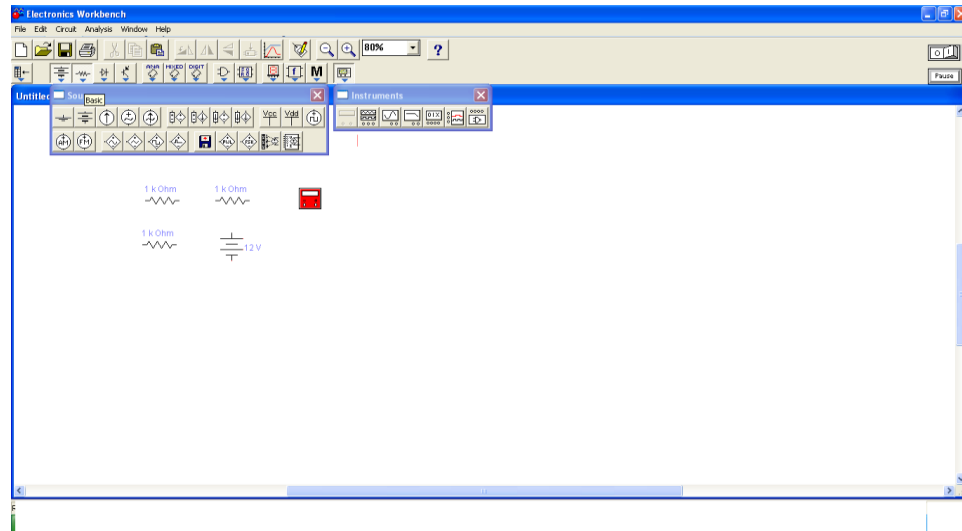 Electronics Workbench
File Edit Circuit Analysis Window Help
80% ?
ANA MIXED DIGIT M
Pause
Untitled Sou Instruments
Basic
Vcc Vdd
AM FM
1 k Ohm 1 k Ohm
1 k Ohm
12 V